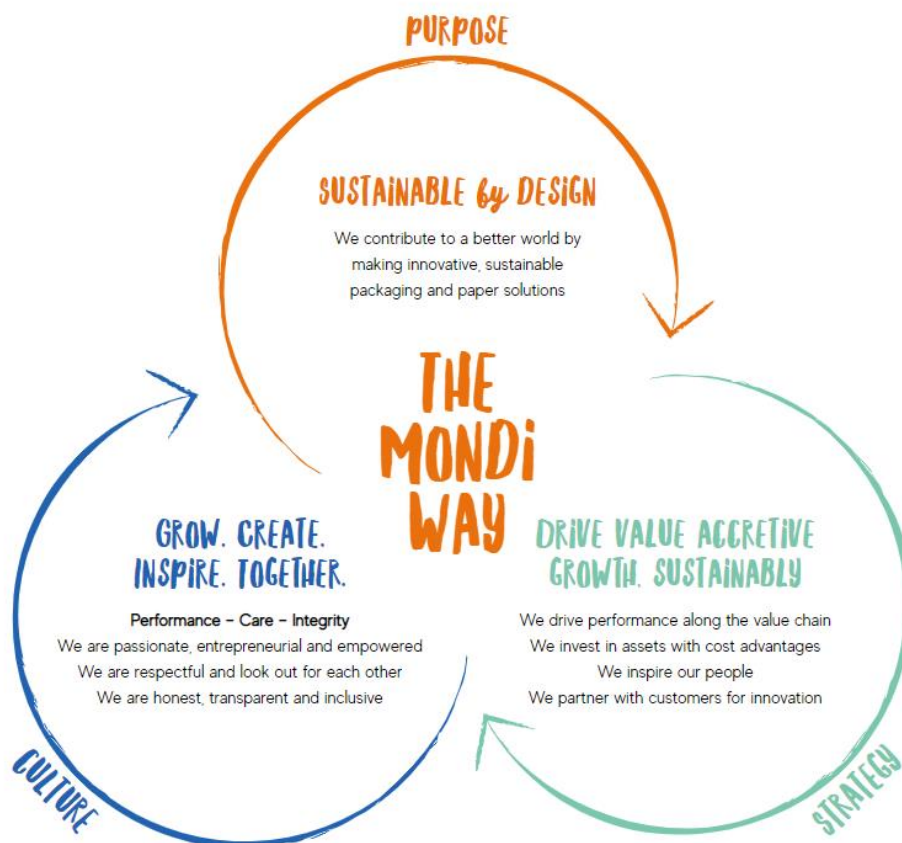 PURPOSE
SUSTAINABLE by DESIGN
We contribute to a better world by
making innovative, sustainable
packaging and paper solutions
THE
MONDI
WAY
GROW. CREATE.
INSPIRE. TOGETHER.
Performance – Care – Integrity
We are passionate, entrepreneurial and empowered
We are respectful and look out for each other
We are honest, transparent and inclusive
CULTURE
DRIVE VALUE ACCRETIVE
GROWTH, SUSTAINABLY
We drive performance along the value chain
We invest in assets with cost advantages
We inspire our people
We partner with customers for innovation
STRATEGY